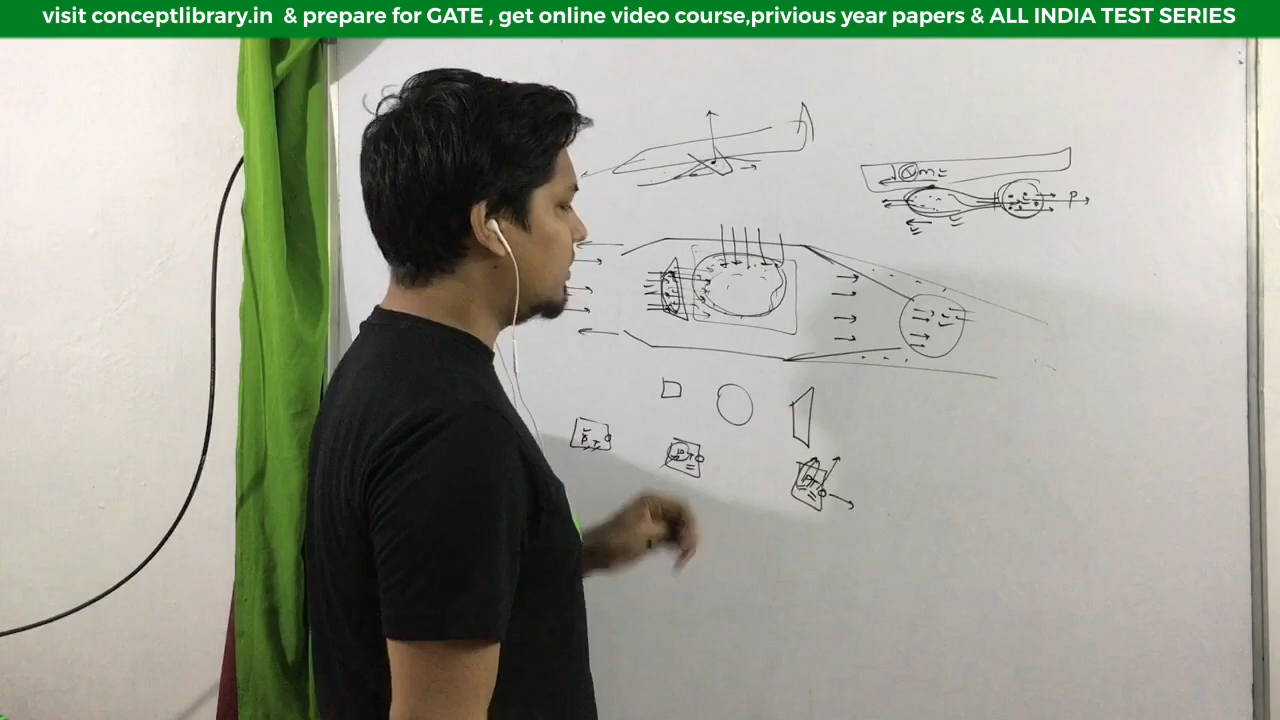 visit conceptlibrary.in & prepare for GATE , get online video course,privious year papers & ALL INDIA TEST SERIES
m
P
P T
P T
P T